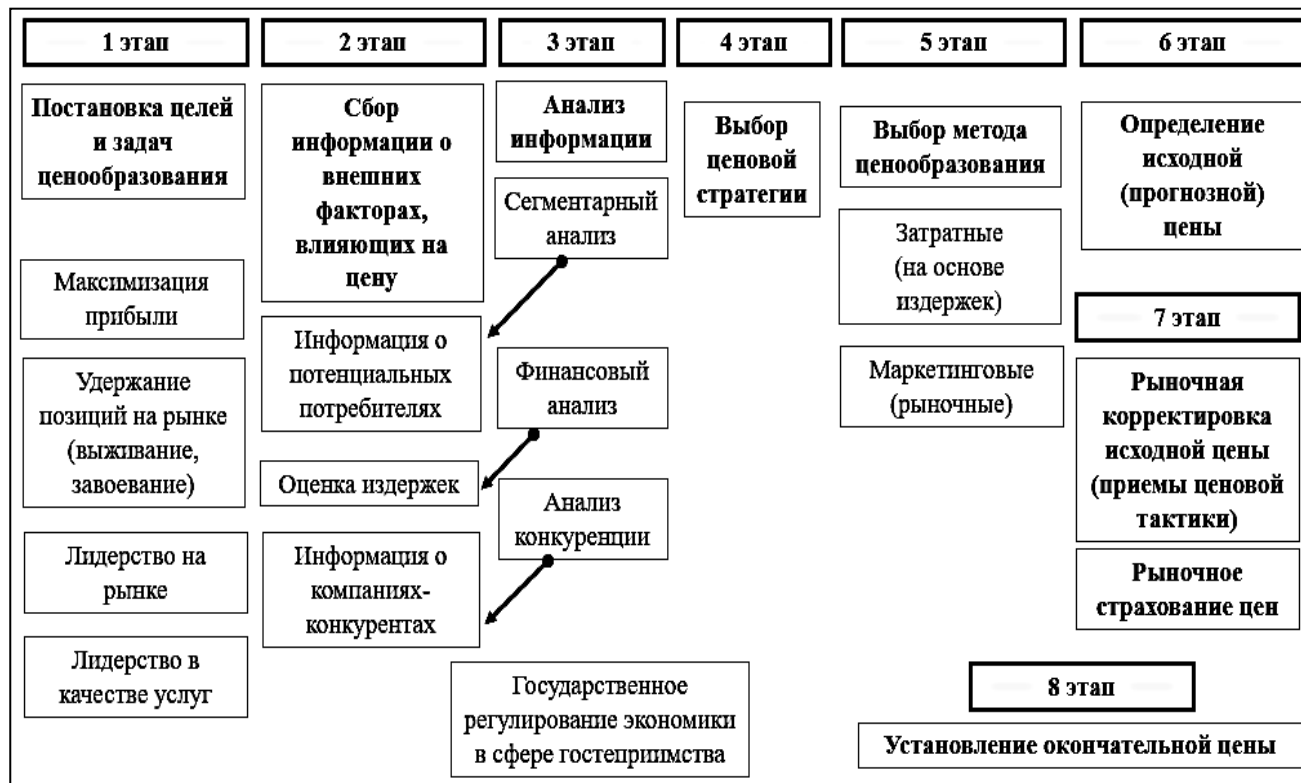 1 этап
Постановка целей
и задач
ценообразования
Максимизация
прибыли
Удержание
позиций на рынке
(выживание,
завоевание)
Лидерство на
рынке
Лидерство в
качестве услуг
2 этап
Сбор
информации о
внешних
факторах,
влияющих на
цену
Информация о
потенциальных
потребителях
Оценка издержек
Информация о
компаниях-
конкурентах
3 этап
Анализ
информации
Сегментарный
анализ
Финансовый
анализ
Анализ
конкуренции
Государственное
регулирование экономики
в сфере гостеприимства
4 этап
Выбор
ценовой
стратегии
5 этап
Выбор метода
ценообразования
Затратные
(на основе
издержек)
Маркетинговые
(рыночные)
6 этап
Определение
исходной
(прогнозной)
цены
7 этап
Рыночная
корректировка
исходной цены
(приемы ценовой
тактики)
Рыночное
страхование цен
8 этап
Установление окончательной цены